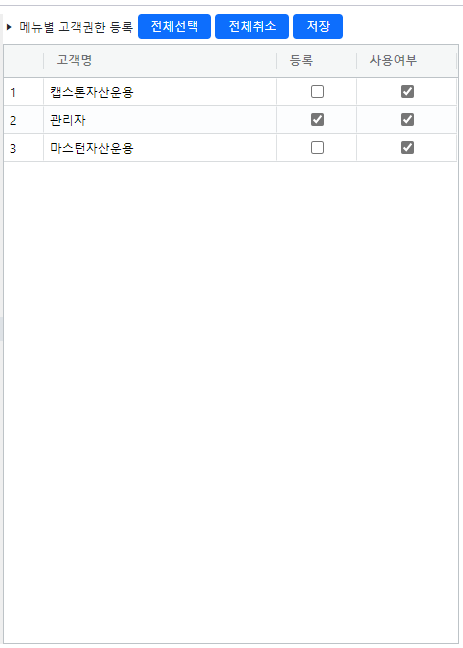 ▶ 메뉴별 고객권한 등록 전체선택 전체취소 저장
고객명 등록 사용여부
1 캡스톤자산운용
2 관리자
3 마스턴자산운용